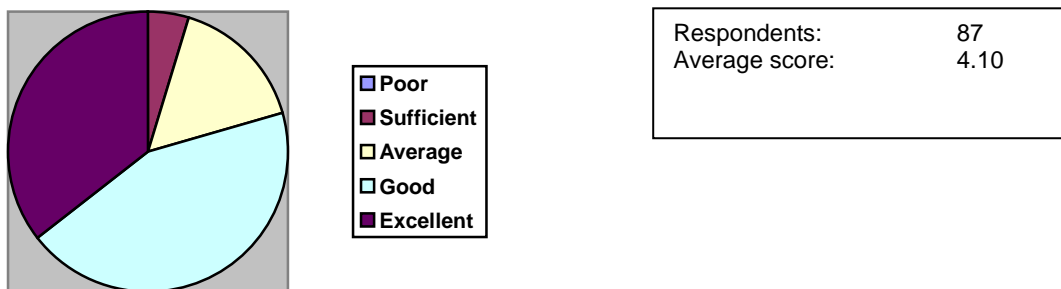 Poor
Sufficient
Average
Good
Excellent
Respondents: 87
Average score: 4.10